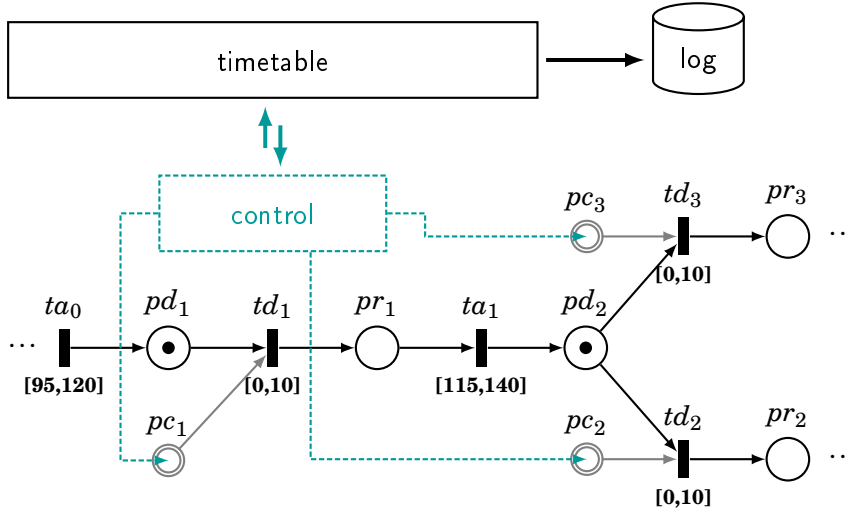 timetable
log
control
pc₃
td₃
pr₃
[0,10]
...
ta₀
pd₁
td₁
pr₁
ta₁
pd₂
...
[95,120]
[0,10]
[115,140]
pc₁
pc₂
td₂
pr₂
[0,10]
...